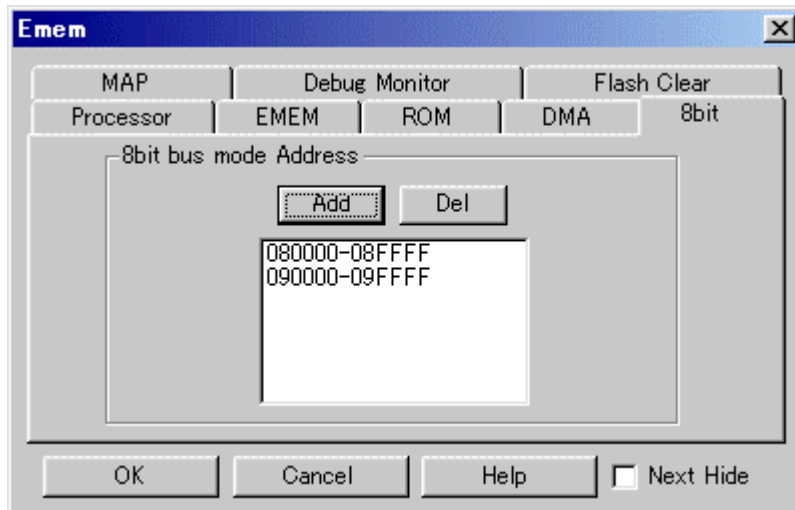 Emem
MAP Debug Monitor Flash Clear
Processor EMEM ROM DMA 8bit
8bit bus mode Address
Add Del
080000-08FFFF
090000-09FFFF
OK Cancel Help Next Hide